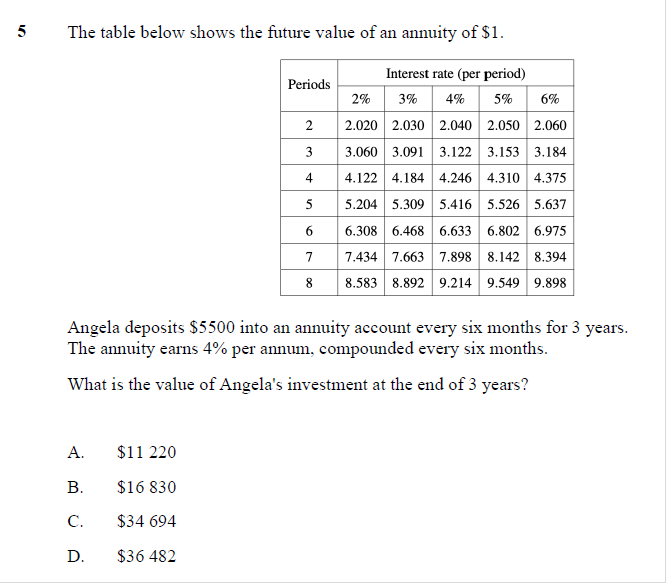 5 The table below shows the future value of an annuity of $1.
Periods Interest rate (per period)
2% 3% 4% 5% 6%
2 2.020 2.030 2.040 2.050 2.060
3 3.060 3.091 3.122 3.153 3.184
4 4.122 4.184 4.246 4.310 4.375
5 5.204 5.309 5.416 5.526 5.637
6 6.308 6.468 6.633 6.802 6.975
7 7.434 7.663 7.898 8.142 8.394
8 8.583 8.892 9.214 9.549 9.898
Angela deposits $5500 into an annuity account every six months for 3 years.
The annuity earns 4% per annum, compounded every six months.
What is the value of Angela's investment at the end of 3 years?
A. $11 220
B. $16 830
C. $34 694
D. $36 482